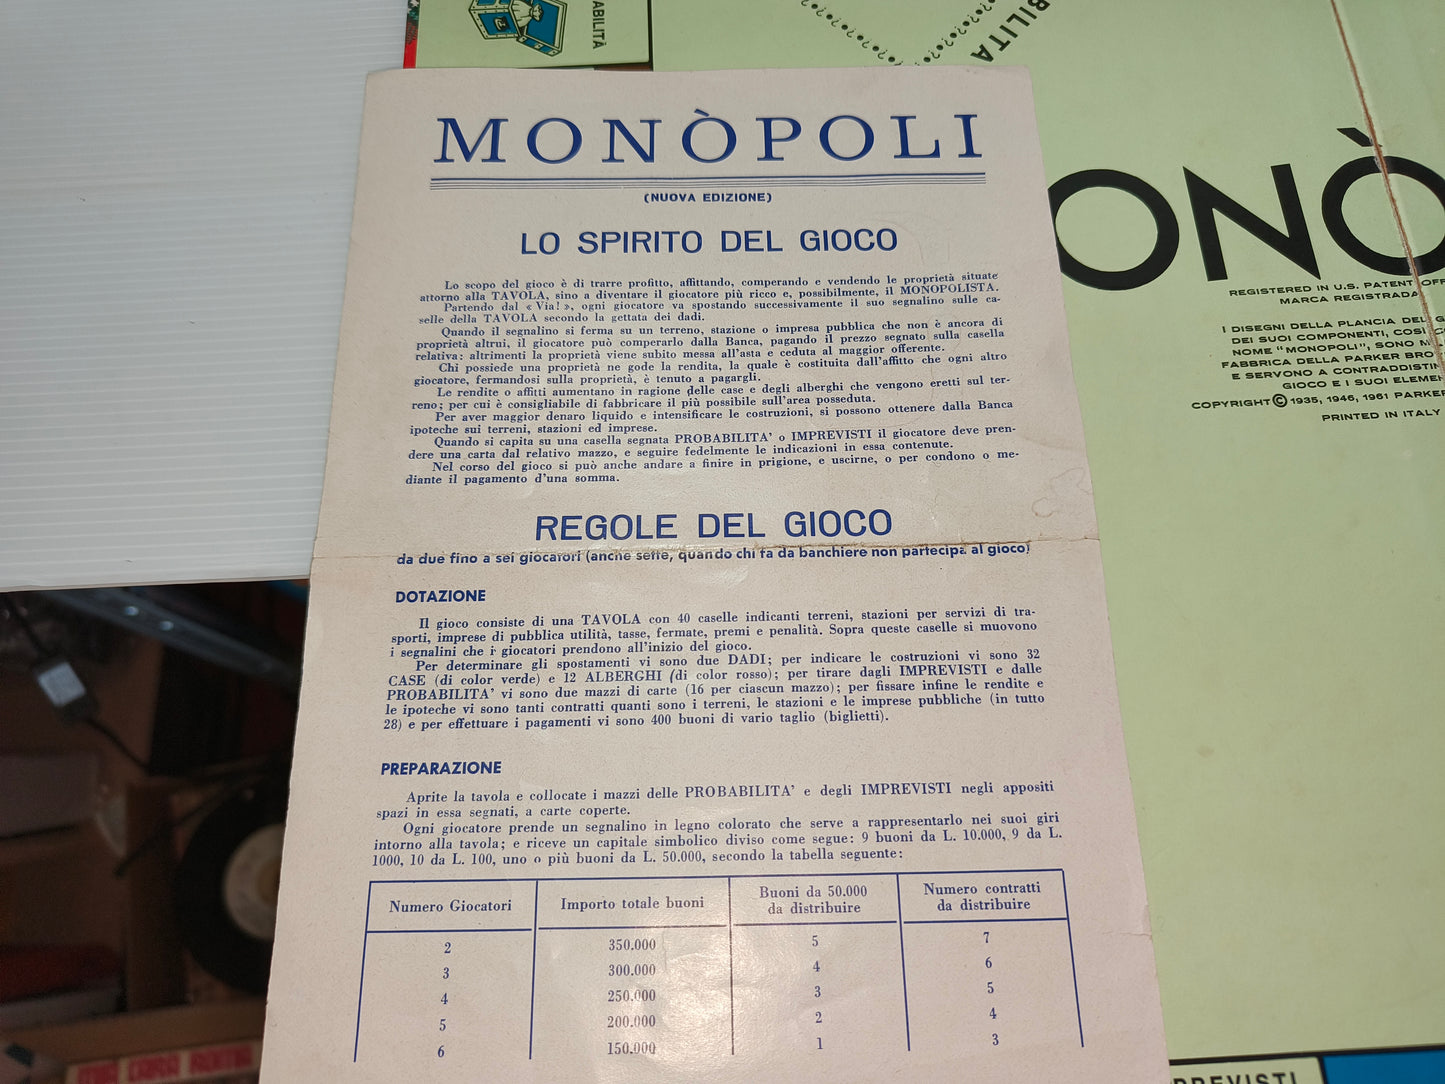 ABILITÀ
BILITÀ
MONÒPOLI
(NUOVA EDIZIONE)
LO SPIRITO DEL GIOCO
Lo scopo del gioco è di trarre profitto, affittando, comperando e vendendo le proprietà situate
attorno alla TAVOLA, sino a diventare il giocatore più ricco e, possibilmente, il MONOPOLISTA.
Partendo dal « Via! », ogni giocatore va spostando successivamente il suo segnalino sulle ca-
selle della TAVOLA secondo la gettata dei dadi.
Quando il segnalino si ferma su un terreno, stazione o impresa pubblica che non è ancora di
proprietà altrui, il giocatore può comperarlo dalla Banca, pagando il prezzo segnato sulla casella
relativa: altrimenti la proprietà viene subito messa all'asta e ceduta al maggior offerente.
Chi possiede una proprietà ne gode la rendita, la quale è costituita dall'affitto che ogni altro
giocatore, fermandosi sulla proprietà, è tenuto a pagargli.
Le rendite o affitti aumentano in ragione delle case e degli alberghi che vengono eretti sul ter-
reno; per cui è consigliabile di fabbricare il più possibile sull'area posseduta.
Per aver maggior denaro liquido e intensificare le costruzioni, si possono ottenere dalla Banca
ipoteche sui terreni, stazioni ed imprese.
Quando si capita su una casella segnata PROBABILITA' o IMPREVISTI il giocatore deve pren-
dere una carta dal relativo mazzo, e seguire fedelmente le indicazioni in essa contenute.
Nel corso del gioco si può anche andare a finire in prigione, e uscirne, o per condono o me-
diante il pagamento d'una somma.
REGOLE DEL GIOCO
da due fino a sei giocatori (anche sette, quando chi fa da banchiere non partecipa al gioco)
DOTAZIONE
Il gioco consiste di una TAVOLA con 40 caselle indicanti terreni, stazioni per servizi di tra-
sporti, imprese di pubblica utilità, tasse, fermate, premi e penalità. Sopra queste caselle si muovono
i segnalini che i giocatori prendono all'inizio del gioco.
Per determinare gli spostamenti vi sono due DADI; per indicare le costruzioni vi sono 32
CASE (di color verde) e 12 ALBERGHI (di color rosso); per tirare dagli IMPREVISTI e dalle
PROBABILITA' vi sono due mazzi di carte (16 per ciascun mazzo); per fissare infine le rendite e
le ipoteche vi sono tanti contratti quanti sono i terreni, le stazioni e le imprese pubbliche (in tutto
28) e per effettuare i pagamenti vi sono 400 buoni di vario taglio (biglietti).
PREPARAZIONE
Aprite la tavola e collocate i mazzi delle PROBABILITA' e degli IMPREVISTI negli appositi
spazi in essa segnati, a carte coperte.
Ogni giocatore prende un segnalino in legno colorato che serve a rappresentarlo nei suoi giri
intorno alla tavola; e riceve un capitale simbolico diviso come segue: 9 buoni da L. 10.000, 9 da L.
1000, 10 da L. 100, uno o più buoni da L. 50.000, secondo la tabella seguente:
Numero Giocatori Importo totale buoni Buoni da 50.000 da distribuire Numero contratti da distribuire
2 350.000 5 7
3 300.000 4 6
4 250.000 3 5
5 200.000 2 4
6 150.000 1 3
ONÒ
REGISTERED IN U.S. PATENT OFF
MARCA REGISTRADA
I DISEGNI DELLA PLANCIA DEL G
DEI SUOI COMPONENTI, COSÌ CO
NOME "MONOPOLI", SONO
FABBRICA DELLA PARKER BRO
E SERVONO A CONTRADDISTIN
GIOCO E I SUOI ELEME
COPYRIGHT © 1935, 1946, 1961 PARKER
PRINTED IN ITALY
PREVISTI